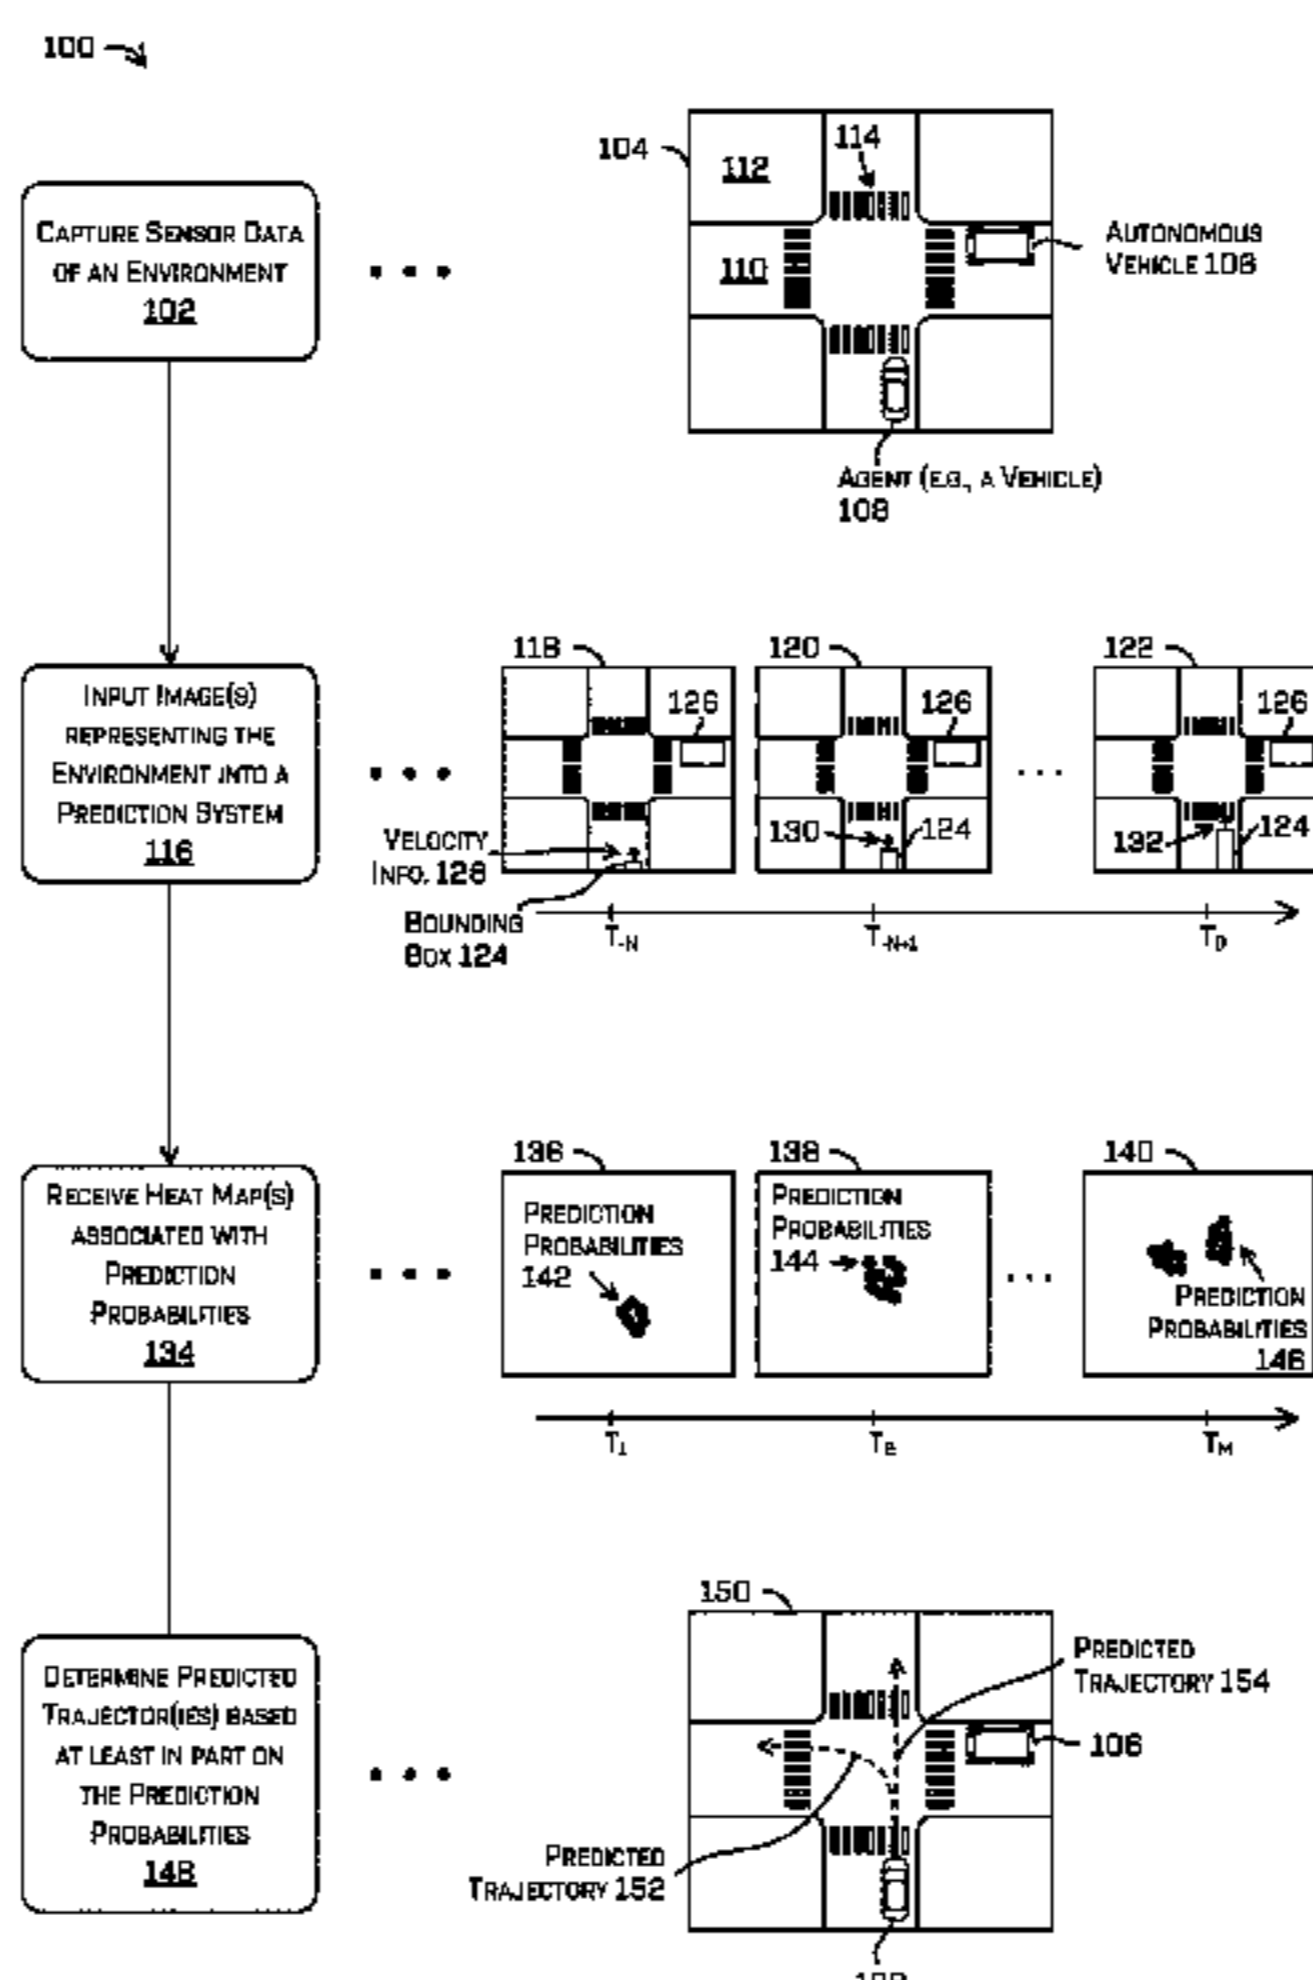 100
104
112
114
110
CAPTURE SENSOR DATA
OF AN ENVIRONMENT
102
AUTONOMOUS
VEHICLE 106
AGENT (E.G., A VEHICLE)
108
118
120
122
INPUT IMAGE(S)
REPRESENTING THE
ENVIRONMENT INTO A
PREDICTION SYSTEM
116
126
126
126
VELOCITY
INFO. 128
130
124
132
124
BOUNDING
BOX 124
T-N
T-N+1
T0
136
138
140
RECEIVE HEAT MAP(S)
ASSOCIATED WITH
PREDICTION
PROBABILITIES
134
PREDICTION
PROBABILITIES
142
PREDICTION
PROBABILITIES
144
PREDICTION
PROBABILITIES
146
T1
T2
TM
150
DETERMINE PREDICTED
TRAJECTOR(IES) BASED
AT LEAST IN PART ON
THE PREDICTION
PROBABILITIES
148
PREDICTED
TRAJECTORY 154
106
PREDICTED
TRAJECTORY 152